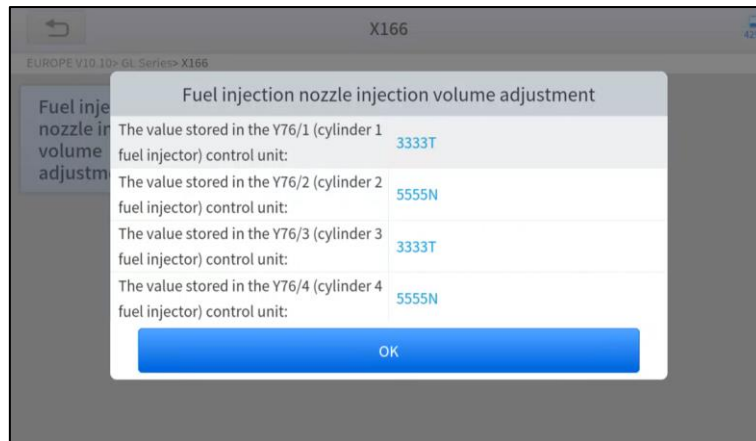 X166
EUROPE V10.10> GL Series> X166
Fuel inje
nozzle in
volume
adjustm
Fuel injection nozzle injection volume adjustment
The value stored in the Y76/1 (cylinder 1
fuel injector) control unit:
3333T
The value stored in the Y76/2 (cylinder 2
fuel injector) control unit:
5555N
The value stored in the Y76/3 (cylinder 3
fuel injector) control unit:
3333T
The value stored in the Y76/4 (cylinder 4
fuel injector) control unit:
5555N
OK